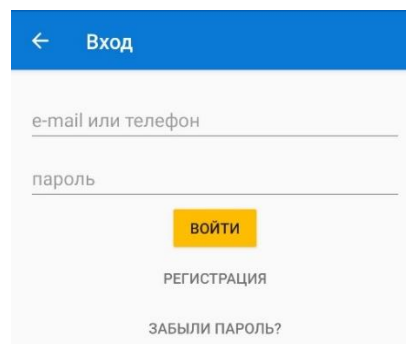 Вход
e-mail или телефон
пароль
ВОЙТИ
РЕГИСТРАЦИЯ
ЗАБЫЛИ ПАРОЛЬ?